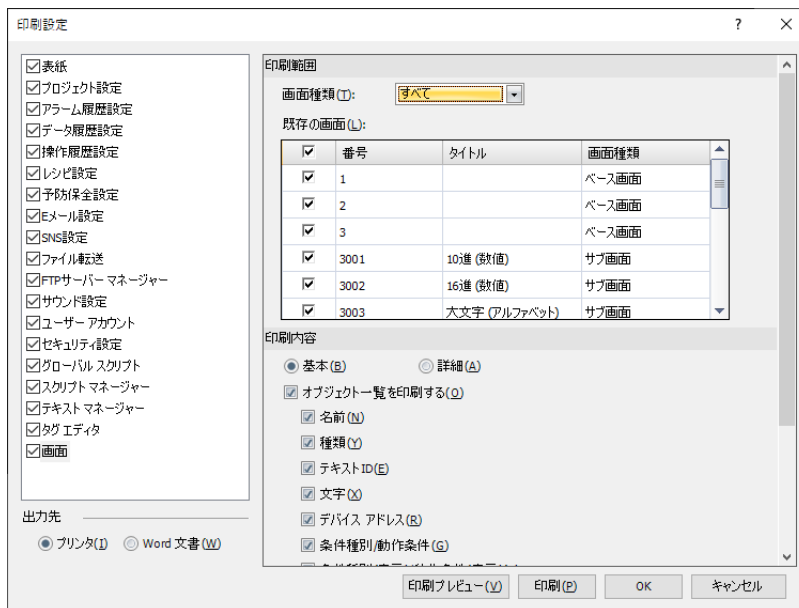 印刷設定
? ×
表紙
プロジェクト設定
アラーム履歴設定
データ履歴設定
操作履歴設定
レシピ設定
予防保全設定
Eメール設定
SNS設定
ファイル転送
FTPサーバー マネージャー
サウンド設定
ユーザー アカウント
セキュリティ設定
グローバル スクリプト
スクリプト マネージャー
テキスト マネージャー
タグ エディタ
画面
出力先
プリンタ(I) Word 文書(W)
印刷範囲
画面種類(T): すべて
既存の画面(L):
番号 タイトル 画面種類
1 ベース画面
2 ベース画面
3 ベース画面
3001 10進 (数値) サブ画面
3002 16進 (数値) サブ画面
3003 大文字 (アルファベット) サブ画面
印刷内容
基本(B) 詳細(A)
オブジェクト一覧を印刷する(O)
名前(N)
種類(Y)
テキストID(E)
文字(X)
デバイス アドレス(R)
条件種別/動作条件(G)
印刷プレビュー(V) 印刷(P) OK キャンセル